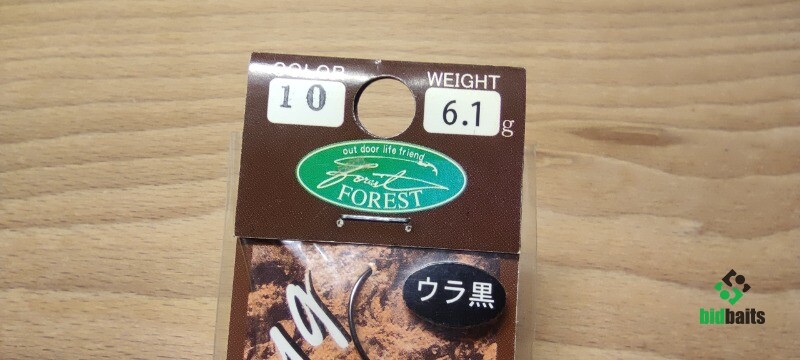 COLOR
WEIGHT
10
6.1
g
out door life friend
forest
FOREST
ウラ黒
bidbaits